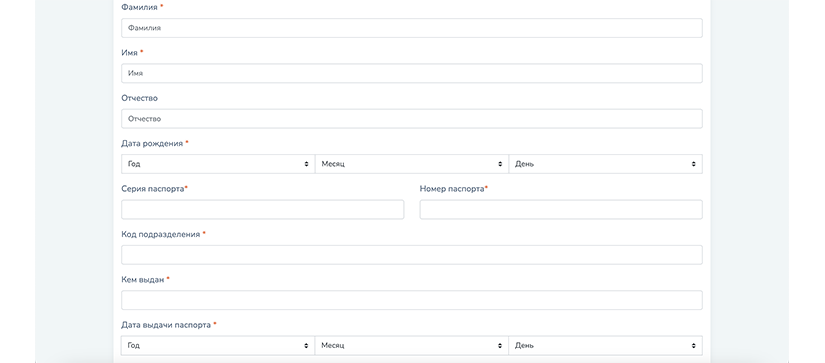 Фамилия *
Фамилия
Имя *
Имя
Отчество
Отчество
Дата рождения *
Год Месяц День
Серия паспорта* Номер паспорта*
Код подразделения *
Кем выдан *
Дата выдачи паспорта *
Год Месяц День